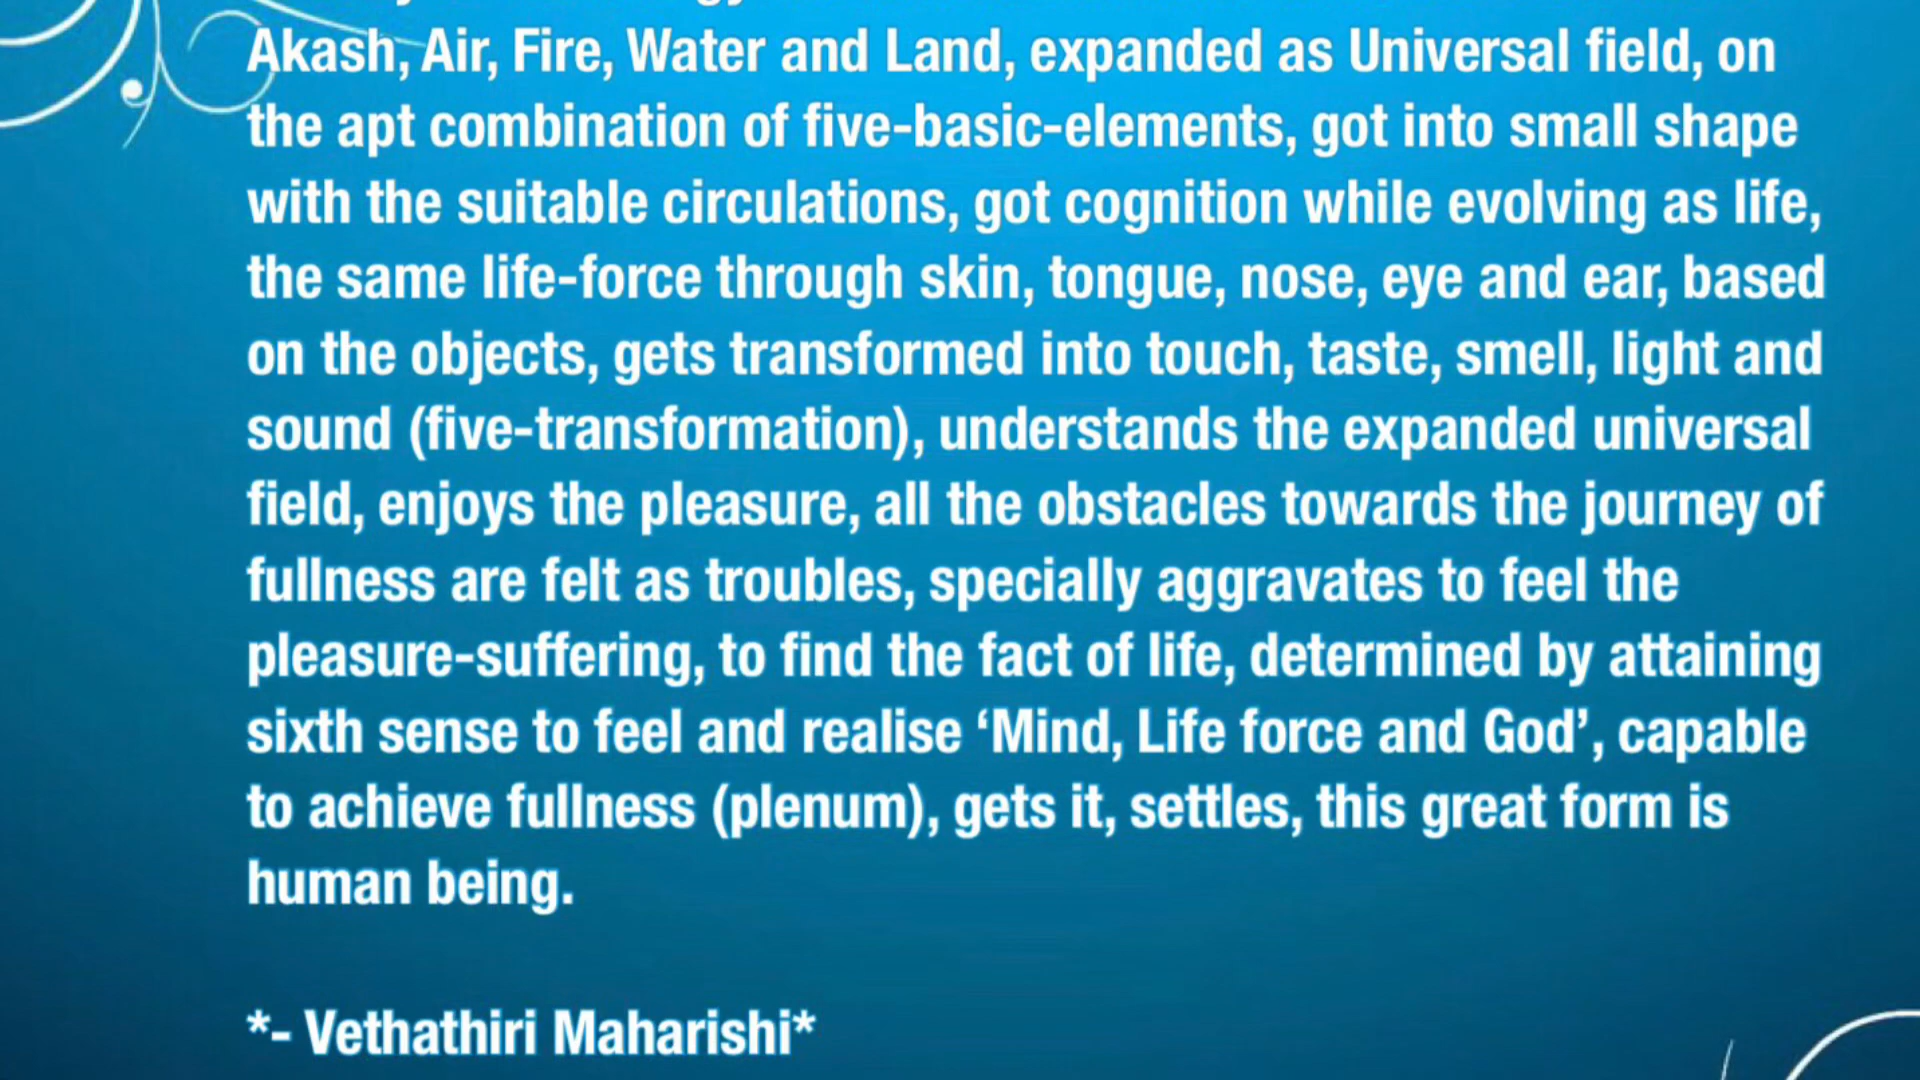 Akash, Air, Fire, Water and Land, expanded as Universal field, on
the apt combination of five-basic-elements, got into small shape
with the suitable circulations, got cognition while evolving as life,
the same life-force through skin, tongue, nose, eye and ear, based
on the objects, gets transformed into touch, taste, smell, light and
sound (five-transformation), understands the expanded universal
field, enjoys the pleasure, all the obstacles towards the journey of
fullness are felt as troubles, specially aggravates to feel the
pleasure-suffering, to find the fact of life, determined by attaining
sixth sense to feel and realise ‘Mind, Life force and God’, capable
to achieve fullness (plenum), gets it, settles, this great form is
human being.
*- Vethathiri Maharishi*